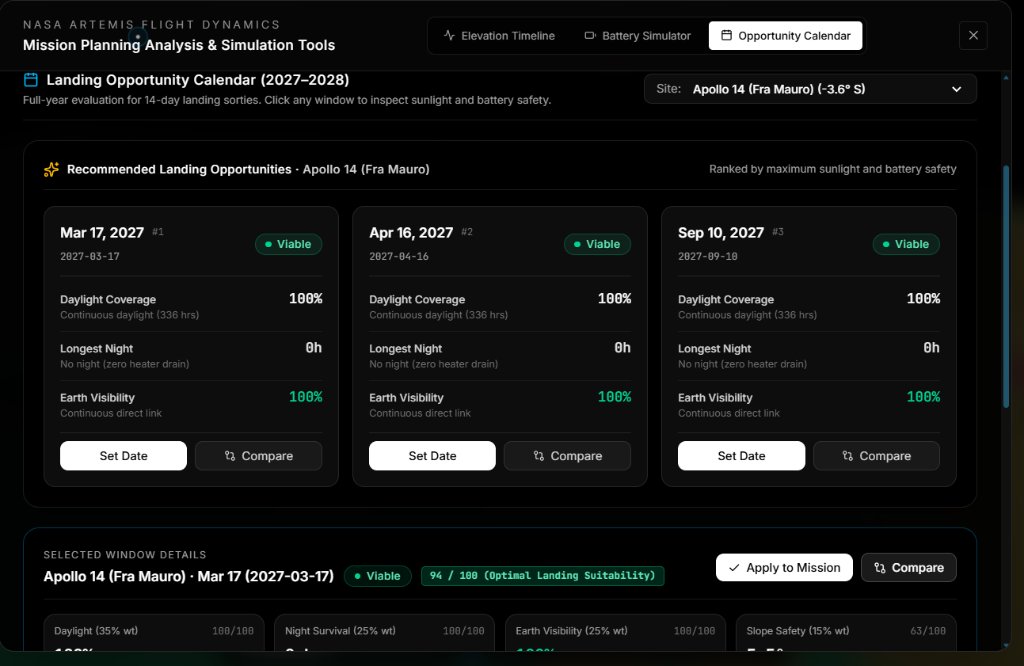 NASA ARTEMIS FLIGHT DYNAMICS
Mission Planning Analysis & Simulation Tools
Elevation Timeline
Battery Simulator
Opportunity Calendar
Landing Opportunity Calendar (2027–2028)
Full-year evaluation for 14-day landing sorties. Click any window to inspect sunlight and battery safety.
Site: Apollo 14 (Fra Mauro) (-3.6° S)
Recommended Landing Opportunities · Apollo 14 (Fra Mauro)
Ranked by maximum sunlight and battery safety
Mar 17, 2027 #1
2027-03-17
Viable
Daylight Coverage 100%
Continuous daylight (336 hrs)
Longest Night 0h
No night (zero heater drain)
Earth Visibility 100%
Continuous direct link
Set Date
Compare
Apr 16, 2027 #2
2027-04-16
Viable
Daylight Coverage 100%
Continuous daylight (336 hrs)
Longest Night 0h
No night (zero heater drain)
Earth Visibility 100%
Continuous direct link
Set Date
Compare
Sep 10, 2027 #3
2027-09-10
Viable
Daylight Coverage 100%
Continuous daylight (336 hrs)
Longest Night 0h
No night (zero heater drain)
Earth Visibility 100%
Continuous direct link
Set Date
Compare
SELECTED WINDOW DETAILS
Apollo 14 (Fra Mauro) · Mar 17 (2027-03-17)
Viable
94 / 100 (Optimal Landing Suitability)
Apply to Mission
Compare
Daylight (35% wt) 100/100
Night Survival (25% wt) 100/100
Earth Visibility (25% wt) 100/100
Slope Safety (15% wt) 63/100